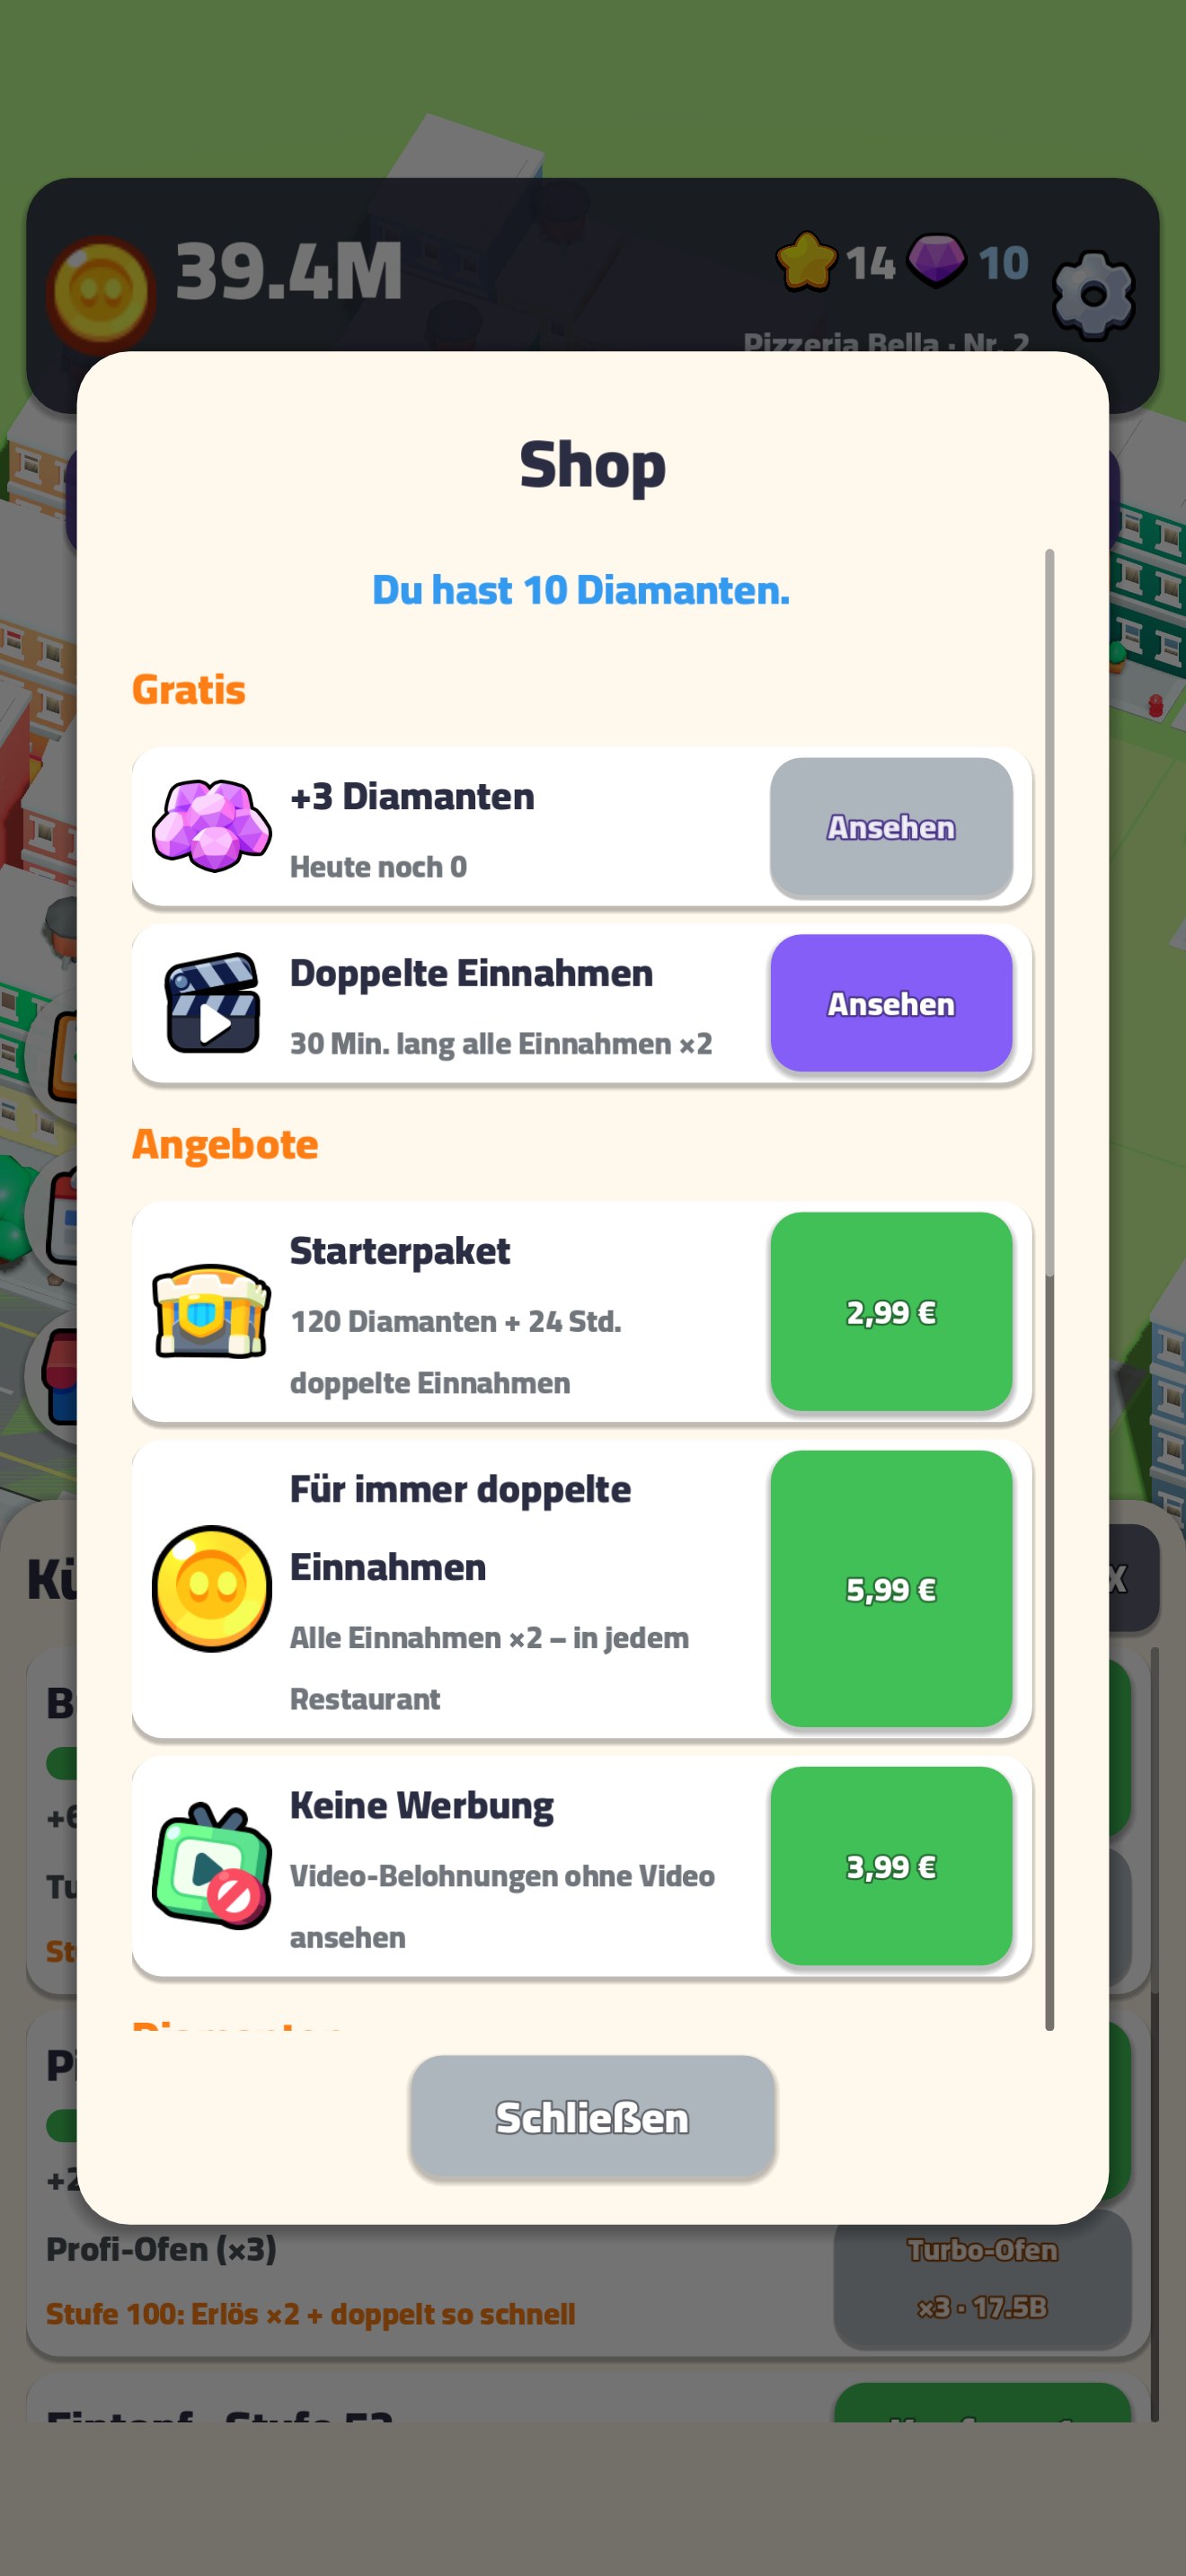 39.4M
14
10
Pizzeria Bella · Nr. 2
Shop
Du hast 10 Diamanten.
Gratis
+3 Diamanten
Heute noch 0
Ansehen
Doppelte Einnahmen
30 Min. lang alle Einnahmen ×2
Ansehen
Angebote
Starterpaket
120 Diamanten + 24 Std.
doppelte Einnahmen
2,99 €
Für immer doppelte
Einnahmen
Alle Einnahmen ×2 – in jedem
Restaurant
5,99 €
Keine Werbung
Video-Belohnungen ohne Video
ansehen
3,99 €
Diamanten
Schließen
Profi-Ofen (×3)
Stufe 100: Erlös ×2 + doppelt so schnell
Turbo-Ofen
×3 · 17.5B